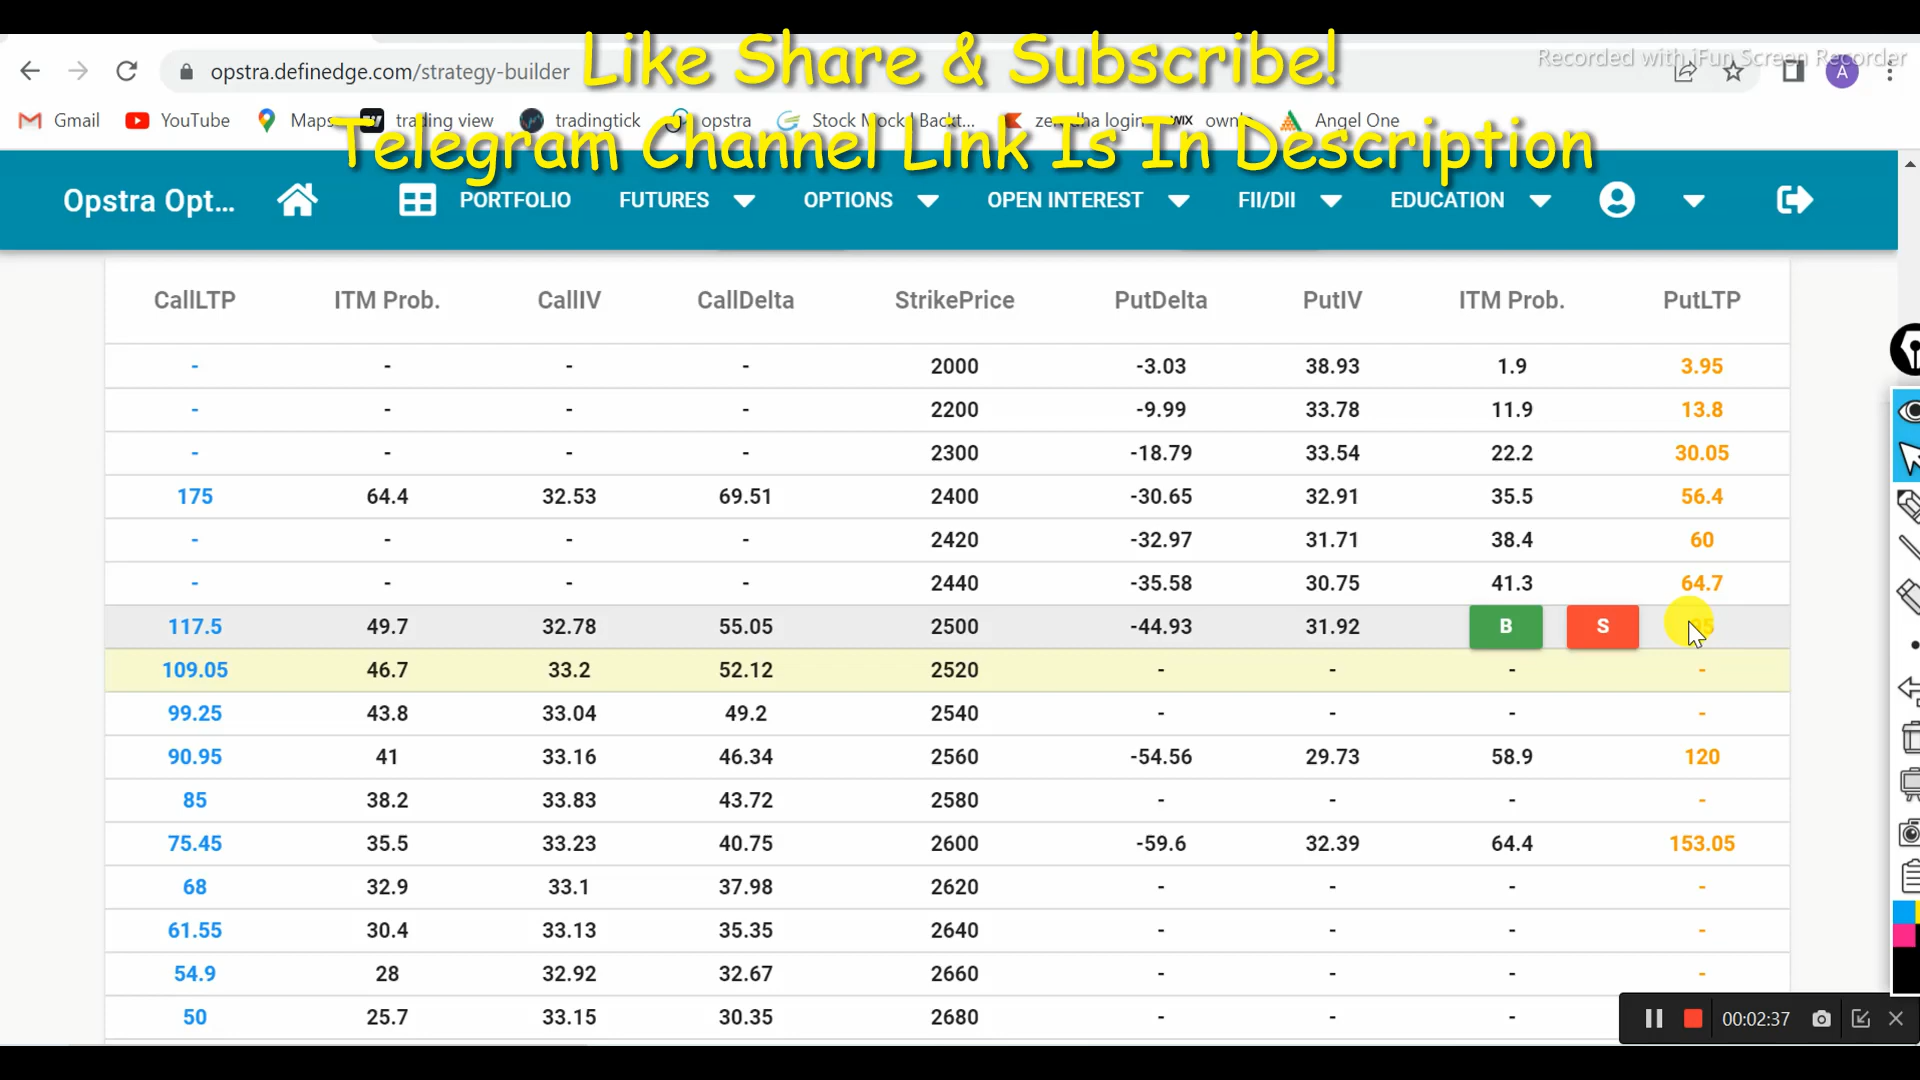 Like Share & Subscribe!
Recorded with iFun Screen Recorder
opstra.definedge.com/strategy-builder
A
Gmail YouTube Maps trading view tradingtick opstra Stock Mock Backt... zerodha login WIX Angel One
Telegram Channel Link Is In Description
Opstra Opt... PORTFOLIO FUTURES OPTIONS OPEN INTEREST FII/DII EDUCATION
CallLTP ITM Prob. CallIV CallDelta StrikePrice PutDelta PutIV ITM Prob. PutLTP
- - - - 2000 -3.03 38.93 1.9 3.95
- - - - 2200 -9.99 33.78 11.9 13.8
- - - - 2300 -18.79 33.54 22.2 30.05
175 64.4 32.53 69.51 2400 -30.65 32.91 35.5 56.4
- - - - 2420 -32.97 31.71 38.4 60
- - - - 2440 -35.58 30.75 41.3 64.7
117.5 49.7 32.78 55.05 2500 -44.93 31.92 B S
109.05 46.7 33.2 52.12 2520 - - - -
99.25 43.8 33.04 49.2 2540 - - - -
90.95 41 33.16 46.34 2560 -54.56 29.73 58.9 120
85 38.2 33.83 43.72 2580 - - - -
75.45 35.5 33.23 40.75 2600 -59.6 32.39 64.4 153.05
68 32.9 33.1 37.98 2620 - - - -
61.55 30.4 33.13 35.35 2640 - - - -
54.9 28 32.92 32.67 2660 - - - -
50 25.7 33.15 30.35 2680 - - -
00:02:37